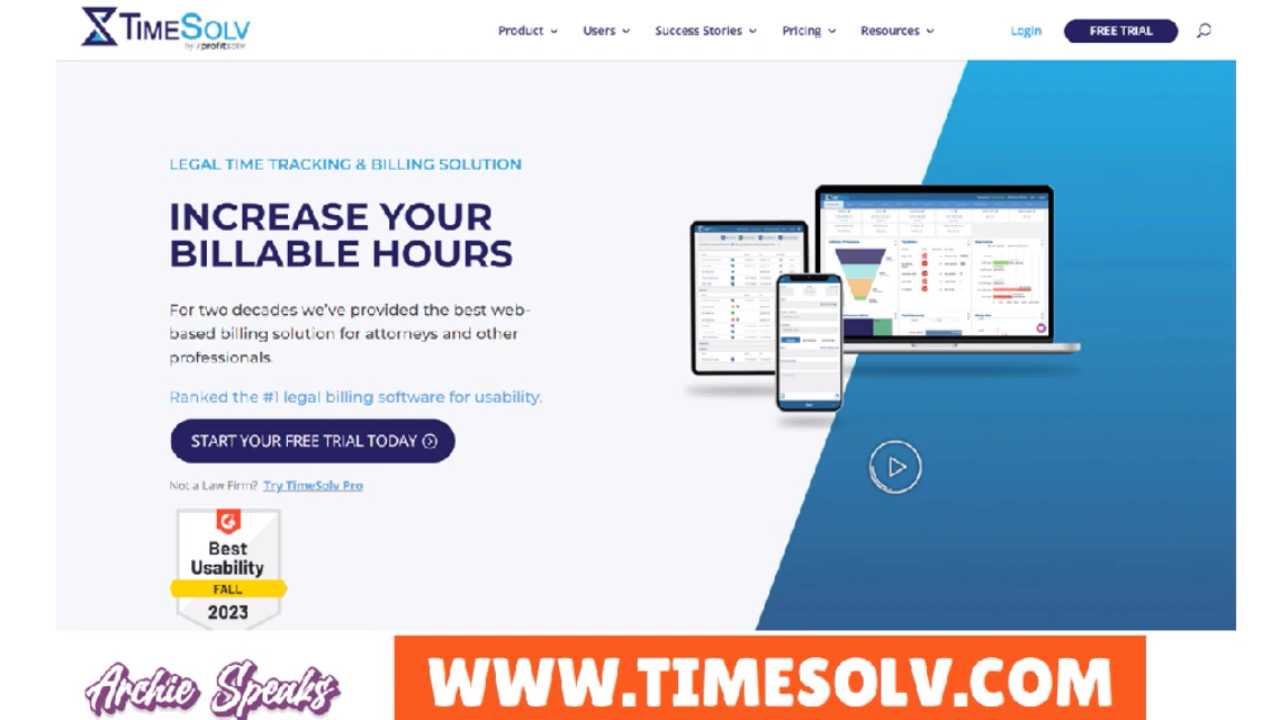 TIMESOLV
by profitsolv
Product Users Success Stories Pricing Resources Login FREE TRIAL
LEGAL TIME TRACKING & BILLING SOLUTION
INCREASE YOUR
BILLABLE HOURS
For two decades we've provided the best web-
based billing solution for attorneys and other
professionals.
Ranked the #1 legal billing software for usability.
START YOUR FREE TRIAL TODAY
Not a Law Firm? Try TimeSolv Pro
G
Best
Usability
FALL
2023
Archie Speaks
WWW.TIMESOLV.COM